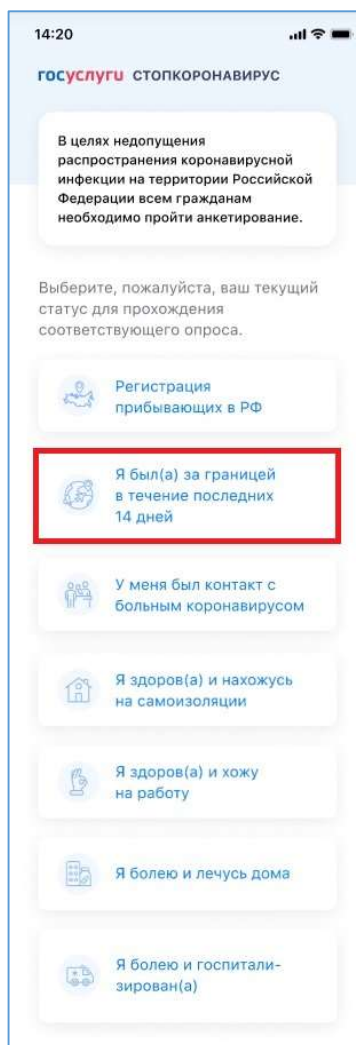 14:20
госуслуги СТОПКОРОНАВИРУС
В целях недопущения
распространения коронавирусной
инфекции на территории Российской
Федерации всем гражданам
необходимо пройти анкетирование.
Выберите, пожалуйста, ваш текущий
статус для прохождения
соответствующего опроса.
Регистрация
прибывающих в РФ
Я был(а) за границей
в течение последних
14 дней
У меня был контакт с
больным коронавирусом
Я здоров(а) и нахожусь
на самоизоляции
Я здоров(а) и хожу
на работу
Я болею и лечусь дома
Я болею и госпитали-
зирован(а)